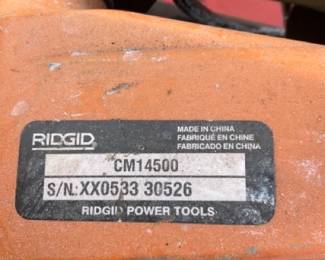 RIDGID
MADE IN CHINA
FABRIQUÉ EN CHINE
FABRICADO EN CHINA
CM14500
S/N: XX0533 30526
RIDGID POWER TOOLS